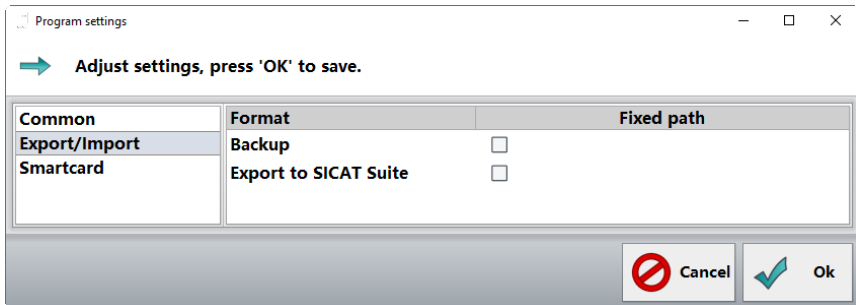 Program settings
Adjust settings, press 'OK' to save.
Common
Export/Import
Smartcard
Format Fixed path
Backup
Export to SICAT Suite
Cancel Ok